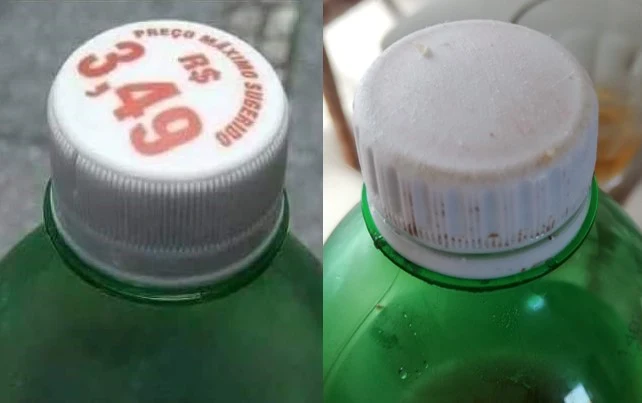 PREÇO MÁXIMO SUGERIDO
R$
3,49